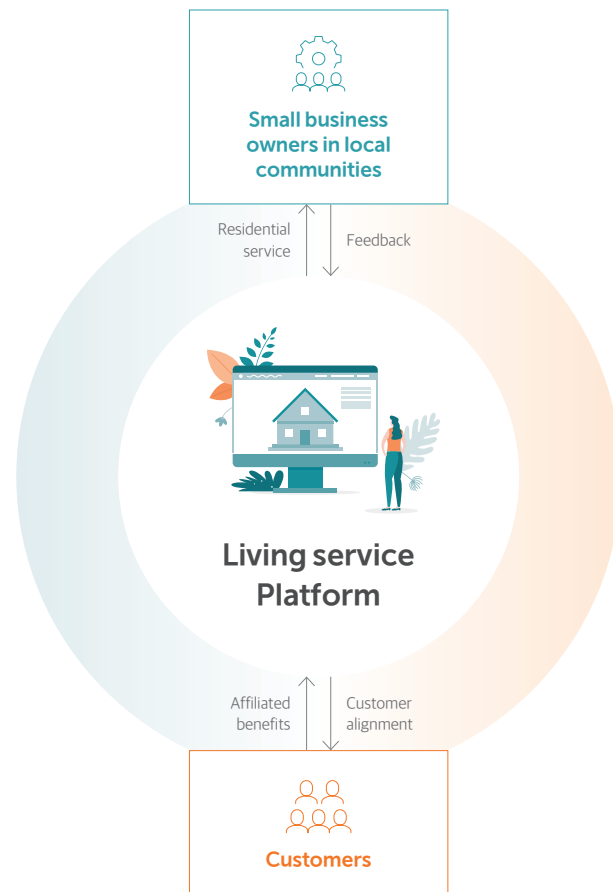 Small business
owners in local
communities
Residential
service
Feedback
Living service
Platform
Affiliated
benefits
Customer
alignment
Customers